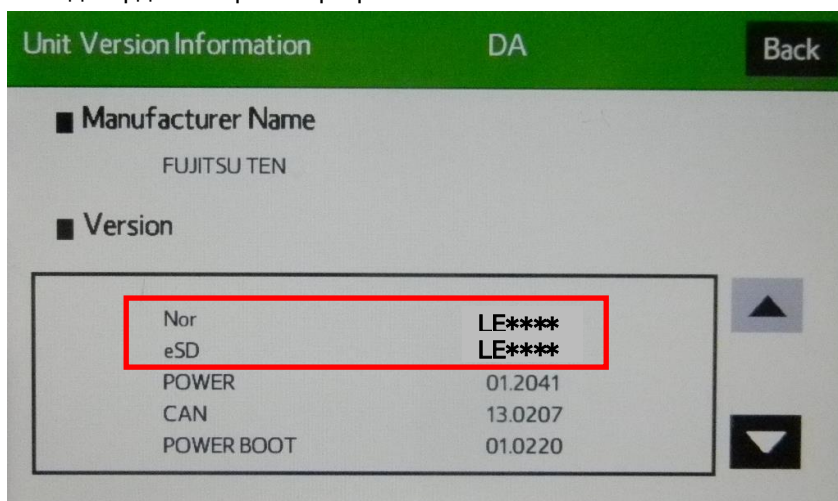 Unit Version Information DA Back
■ Manufacturer Name
FUJITSU TEN
■ Version
Nor LE****
eSD LE****
POWER 01.2041
CAN 13.0207
POWER BOOT 01.0220